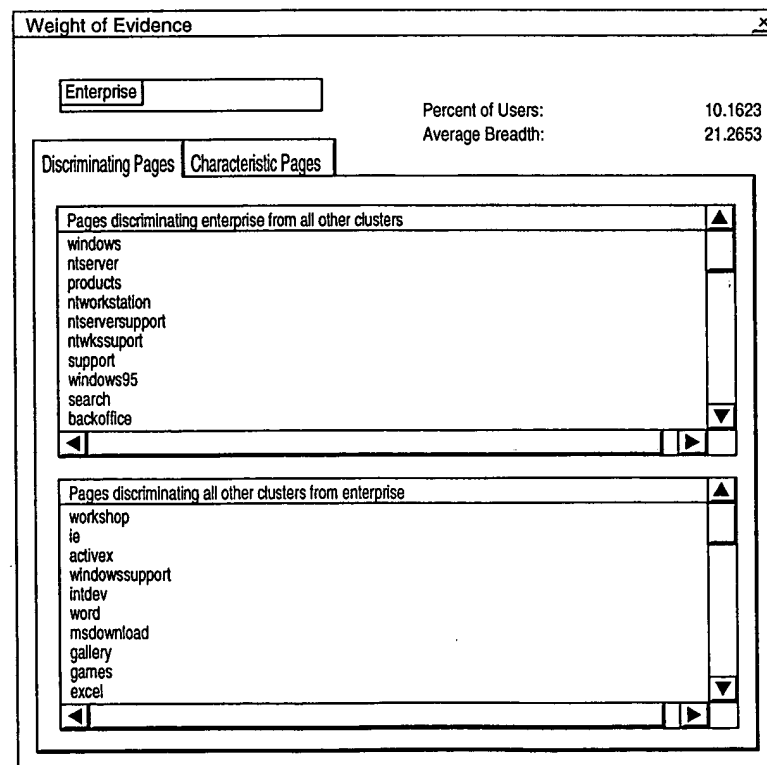 Weight of Evidence x
Enterprise
Percent of Users: 10.1623
Average Breadth: 21.2653
Discriminating Pages Characteristic Pages
Pages discriminating enterprise from all other clusters
windows
ntserver
products
ntworkstation
ntserversupport
ntwkssuport
support
windows95
search
backoffice
Pages discriminating all other clusters from enterprise
workshop
ie
activex
windowssupport
intdev
word
msdownload
gallery
games
excel